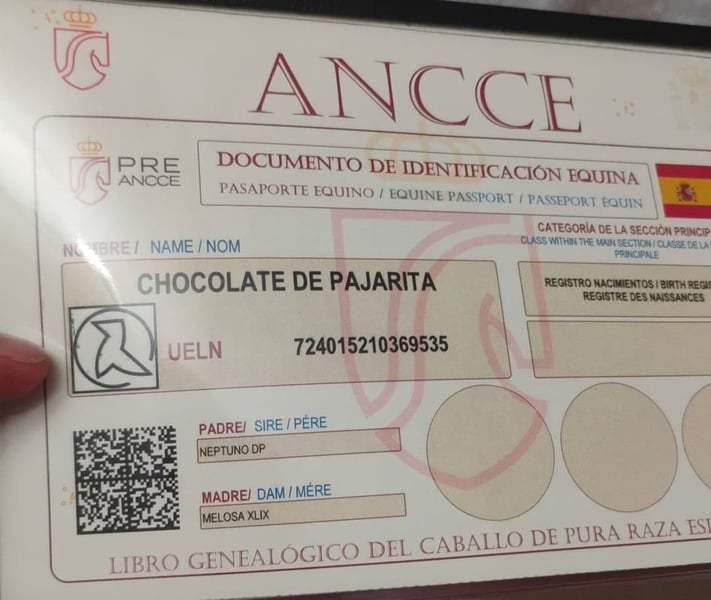 ANCCE
PRE
ANCCE
DOCUMENTO DE IDENTIFICACIÓN EQUINA
PASAPORTE EQUINO / EQUINE PASSPORT / PASSEPORT EQUIN
CATEGORÍA DE LA SECCIÓN PRINCIP
CLASS WITHIN THE MAIN SECTION / CLASSE DE LA
PRINCIPALE
NOMBRE / NAME / NOM
CHOCOLATE DE PAJARITA
REGISTRO NACIMIENTOS / BIRTH REGI
REGISTRE DES NAISSANCES
UELN 724015210369535
PADRE/ SIRE / PÉRE
NEPTUNO DP
MADRE/ DAM / MÉRE
MELOSA XLIX
LIBRO GENEALÓGICO DEL CABALLO DE PURA RAZA ESP